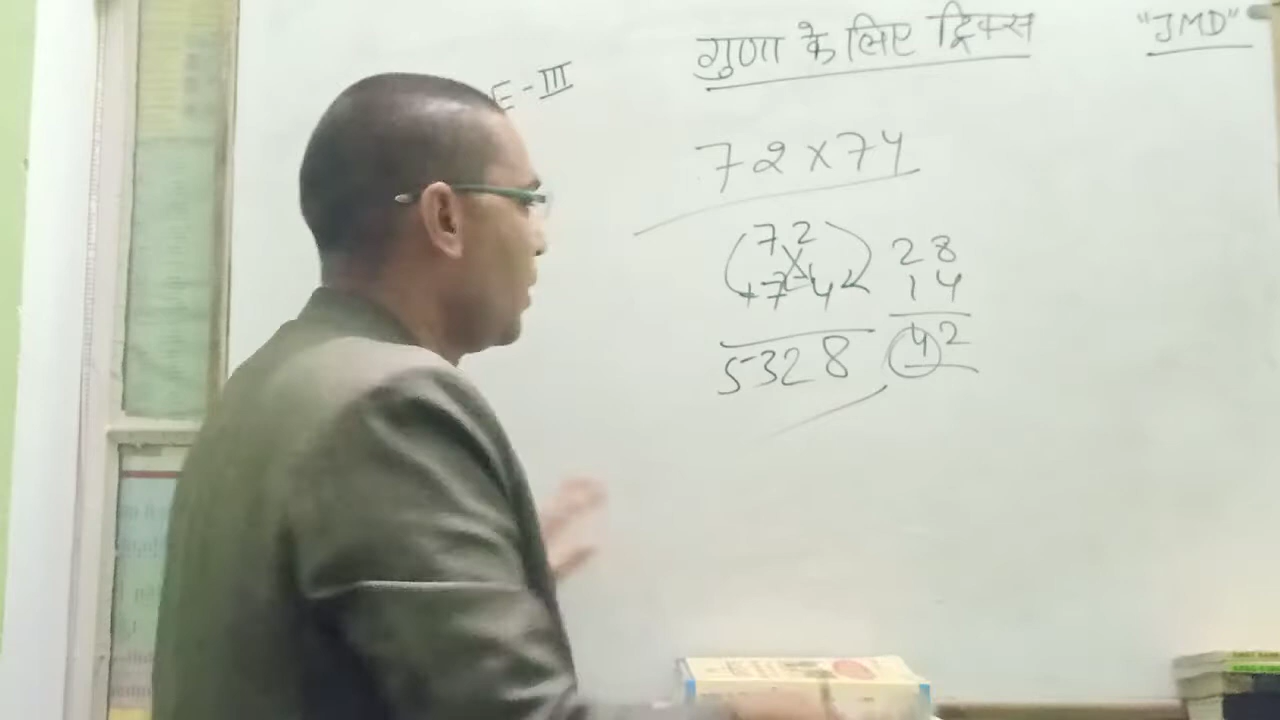 गुणा के लिए ट्रिक्स
"JMD"
E-III
72 x 74
72 28
74 14
5328 42